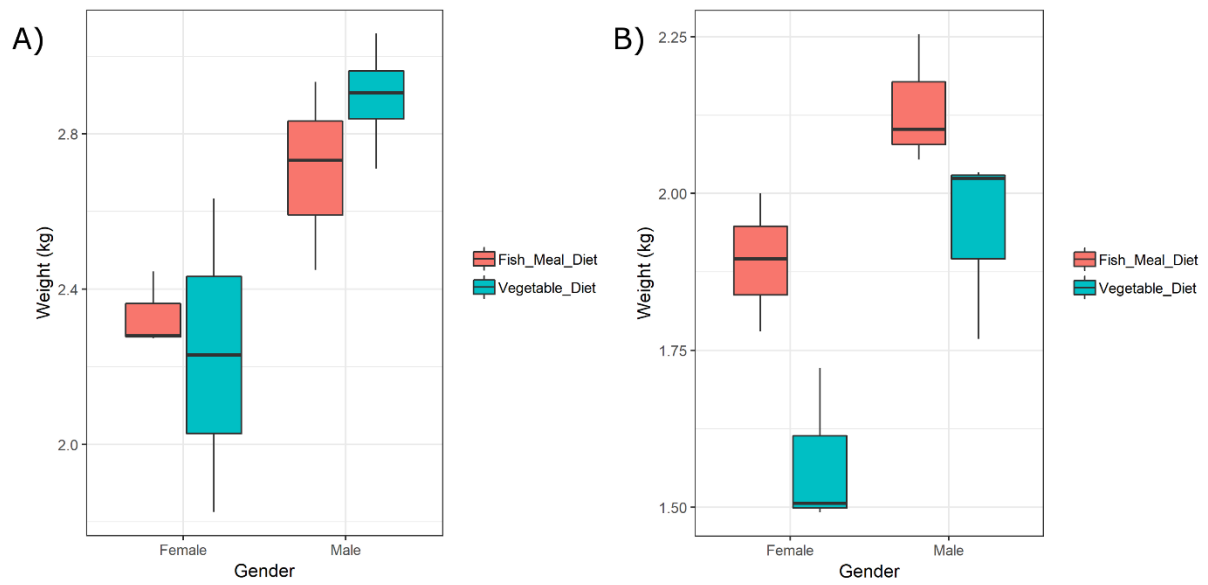 A)
Weight (kg)
2.8
2.4
2.0
Female
Male
Gender
Fish_Meal_Diet
Vegetable_Diet
B)
Weight (kg)
2.25
2.00
1.75
1.50
Female
Male
Gender
Fish_Meal_Diet
Vegetable_Diet